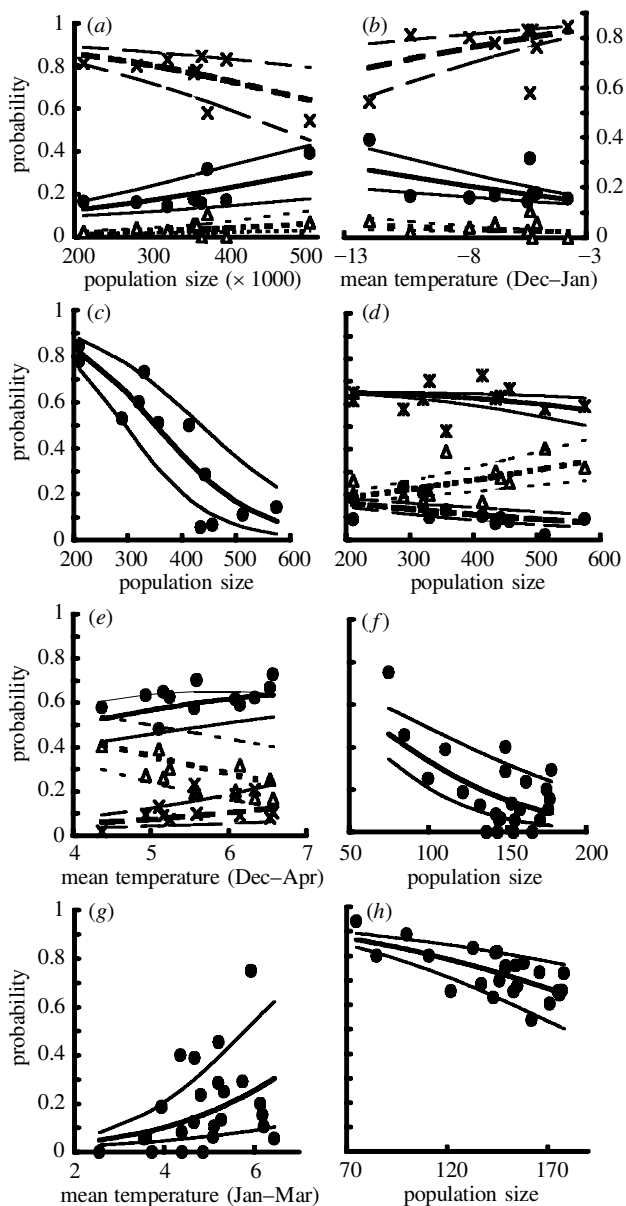 (a)
(b)
1
0.8
0.6
0.4
0.2
0
probability
200 300 400 500
population size (× 1000)
0.8
0.6
0.4
0.2
0
−13 −8 −3
mean temperature (Dec–Jan)
(c)
(d)
1
0.8
0.6
0.4
0.2
0
probability
200 300 400 500 600
population size
200 300 400 500 600
population size
(e)
(f)
1
0.8
0.6
0.4
0.2
0
probability
4 5 6 7
mean temperature (Dec–Apr)
50 100 150 200
population size
(g)
(h)
1
0.8
0.6
0.4
0.2
0
probability
2 4 6
mean temperature (Jan–Mar)
70 120 170
population size